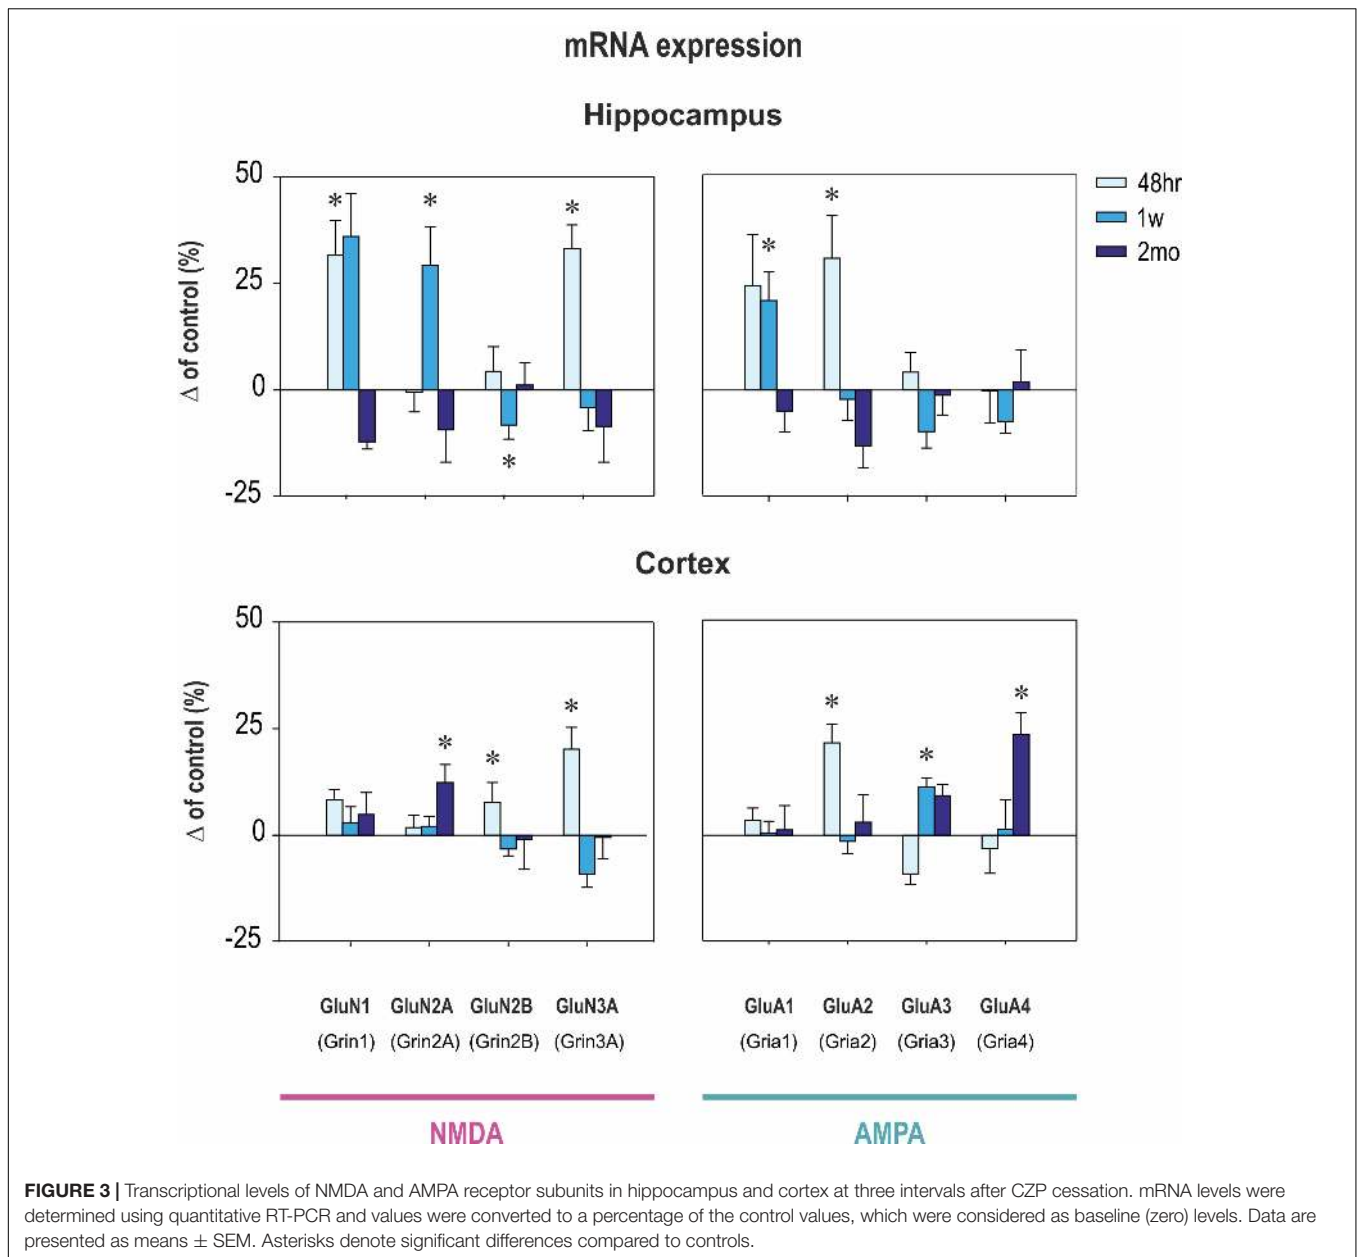 mRNA expression
Hippocampus
50
25
0
-25
Δ of control (%)
*
*
*
*
*
*
48hr
1w
2mo
Cortex
50
25
0
-25
Δ of control (%)
*
*
*
*
*
*
GluN1 GluN2A GluN2B GluN3A
(Grin1) (Grin2A) (Grin2B) (Grin3A)
GluA1 GluA2 GluA3 GluA4
(Gria1) (Gria2) (Gria3) (Gria4)
NMDA
AMPA
FIGURE 3 | Transcriptional levels of NMDA and AMPA receptor subunits in hippocampus and cortex at three intervals after CZP cessation. mRNA levels were
determined using quantitative RT-PCR and values were converted to a percentage of the control values, which were considered as baseline (zero) levels. Data are
presented as means ± SEM. Asterisks denote significant differences compared to controls.